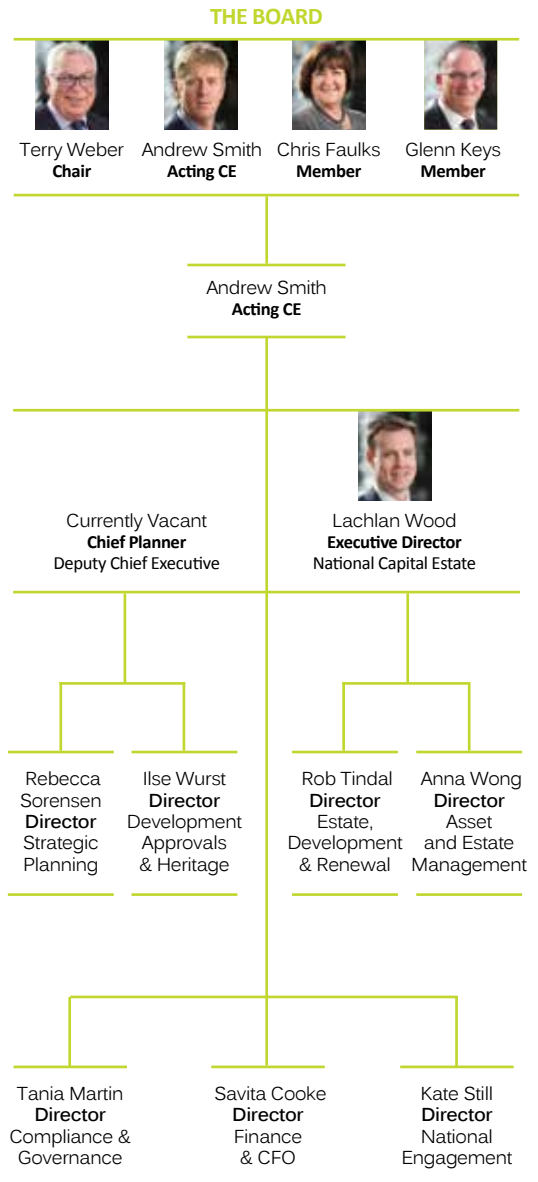 THE BOARD
Terry Weber
Chair
Andrew Smith
Acting CE
Chris Faulks
Member
Glenn Keys
Member
Andrew Smith
Acting CE
Currently Vacant
Chief Planner
Deputy Chief Executive
Lachlan Wood
Executive Director
National Capital Estate
Rebecca
Sorensen
Director
Strategic
Planning
Ilse Wurst
Director
Development
Approvals
& Heritage
Rob Tindal
Director
Estate,
Development
& Renewal
Anna Wong
Director
Asset
and Estate
Management
Tania Martin
Director
Compliance &
Governance
Savita Cooke
Director
Finance
& CFO
Kate Still
Director
National
Engagement